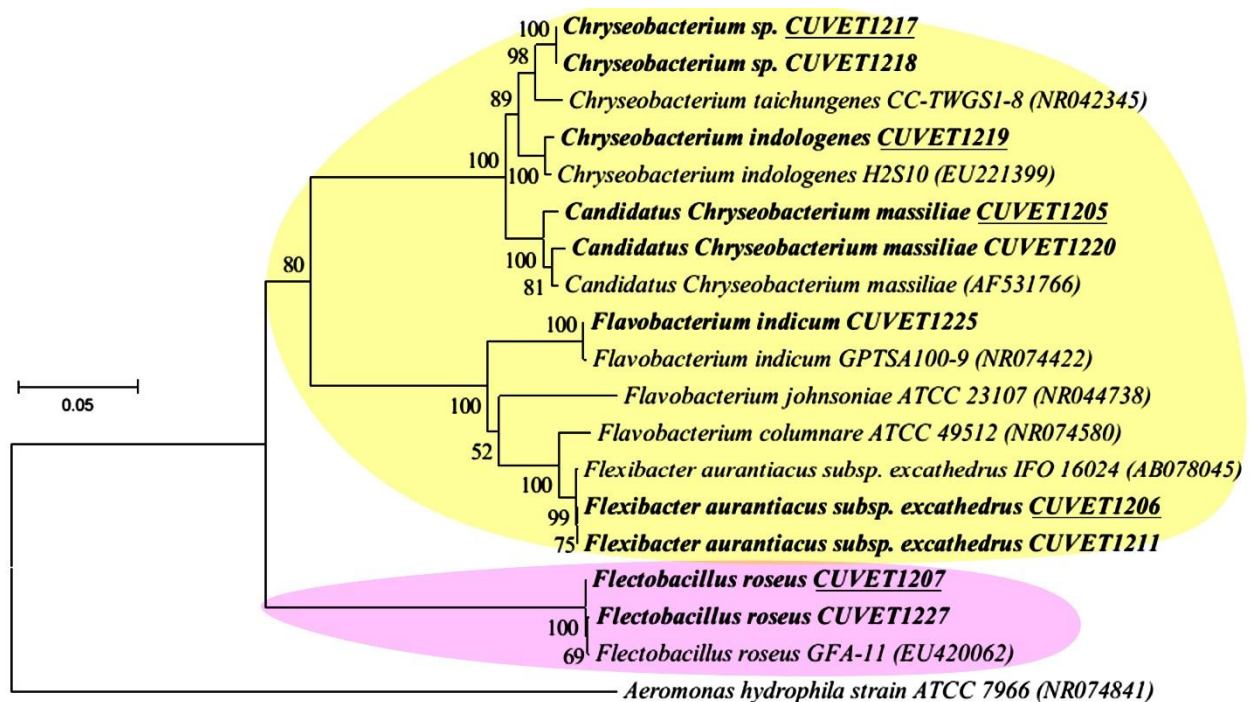 100
Chryseobacterium sp. CUVET1217
98
Chryseobacterium sp. CUVET1218
89
Chryseobacterium taichungenes CC-TWGS1-8 (NR042345)
Chryseobacterium indologenes CUVET1219
100
100
Chryseobacterium indologenes H2S10 (EU221399)
Candidatus Chryseobacterium massiliae CUVET1205
Candidatus Chryseobacterium massiliae CUVET1220
80
100
81
Candidatus Chryseobacterium massiliae (AF531766)
Flavobacterium indicum CUVET1225
100
Flavobacterium indicum GPTSA100-9 (NR074422)
0.05
100
Flavobacterium johnsoniae ATCC 23107 (NR044738)
Flavobacterium columnare ATCC 49512 (NR074580)
52
Flexibacter aurantiacus subsp. excathedrus IFO 16024 (AB078045)
100
Flexibacter aurantiacus subsp. excathedrus CUVET1206
99
75
Flexibacter aurantiacus subsp. excathedrus CUVET1211
Flectobacillus roseus CUVET1207
Flectobacillus roseus CUVET1227
100
69
Flectobacillus roseus GFA-11 (EU420062)
Aeromonas hydrophila strain ATCC 7966 (NR074841)